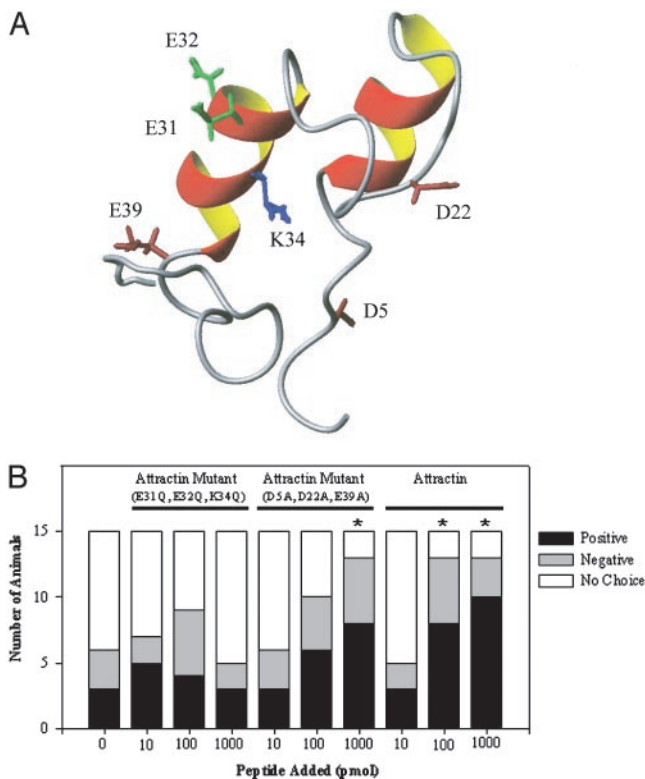 A
E32
E31
E39
K34
D22
D5
B
Attractin Mutant
(E31Q, E32Q, K34Q)
Attractin Mutant
(D5A, D22A, E39A)
Attractin
* * *
Positive
Negative
No Choice
Number of Animals
15
10
5
0
0 10 100 1000 10 100 1000 10 100 1000
Peptide Added (pmol)